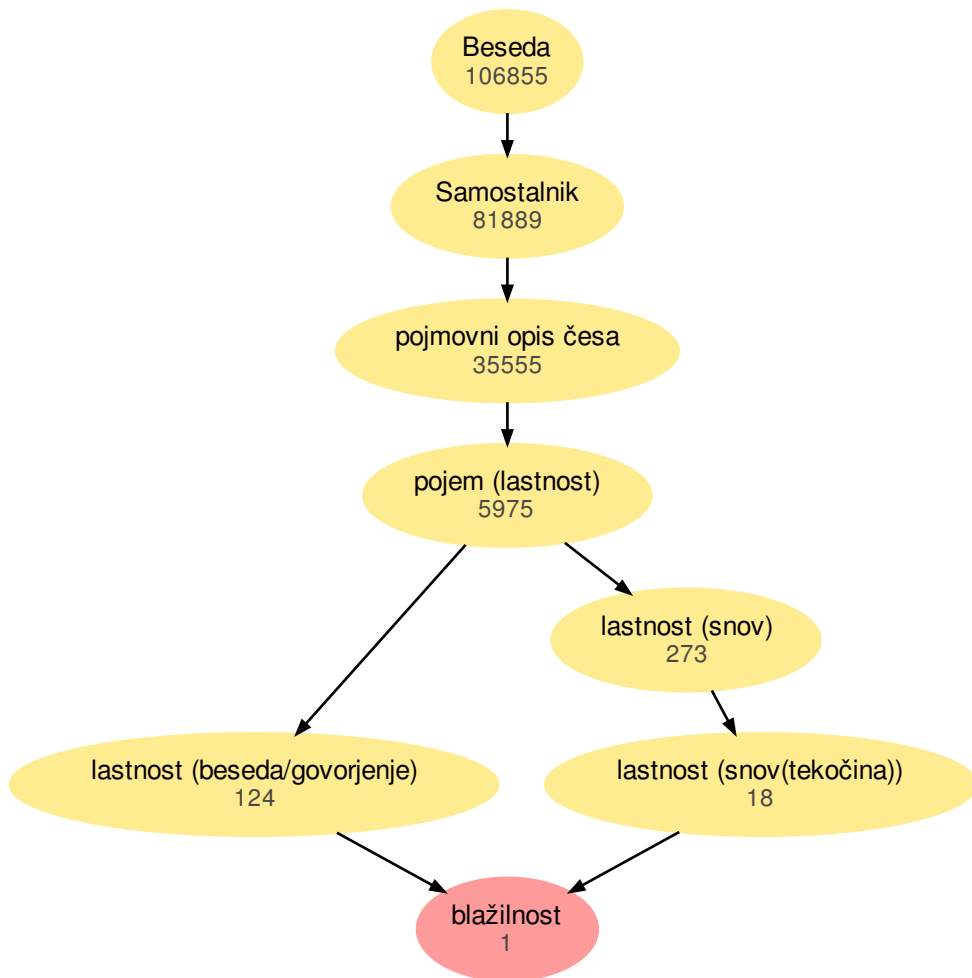 Beseda
106855
Samostalnik
81889
pojmovni opis česa
35555
pojem (lastnost)
5975
lastnost (snov)
273
lastnost (beseda/govorjenje)
124
lastnost (snov(tekočina))
18
blažilnost
1